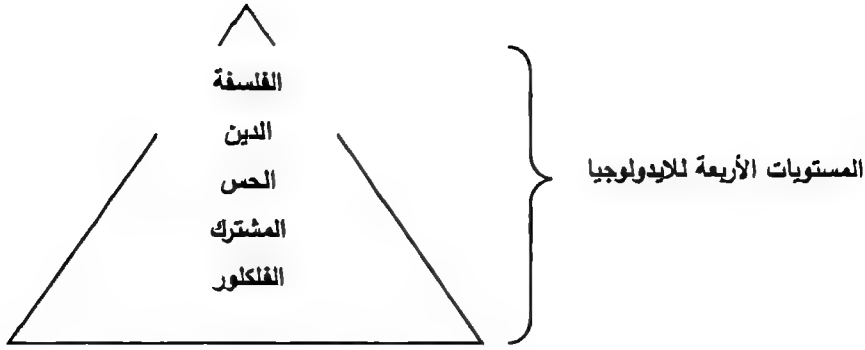 الفلسفة
الدين
الحس
المشترك
الفلكلور
المستويات الأربعة للايدولوجيا